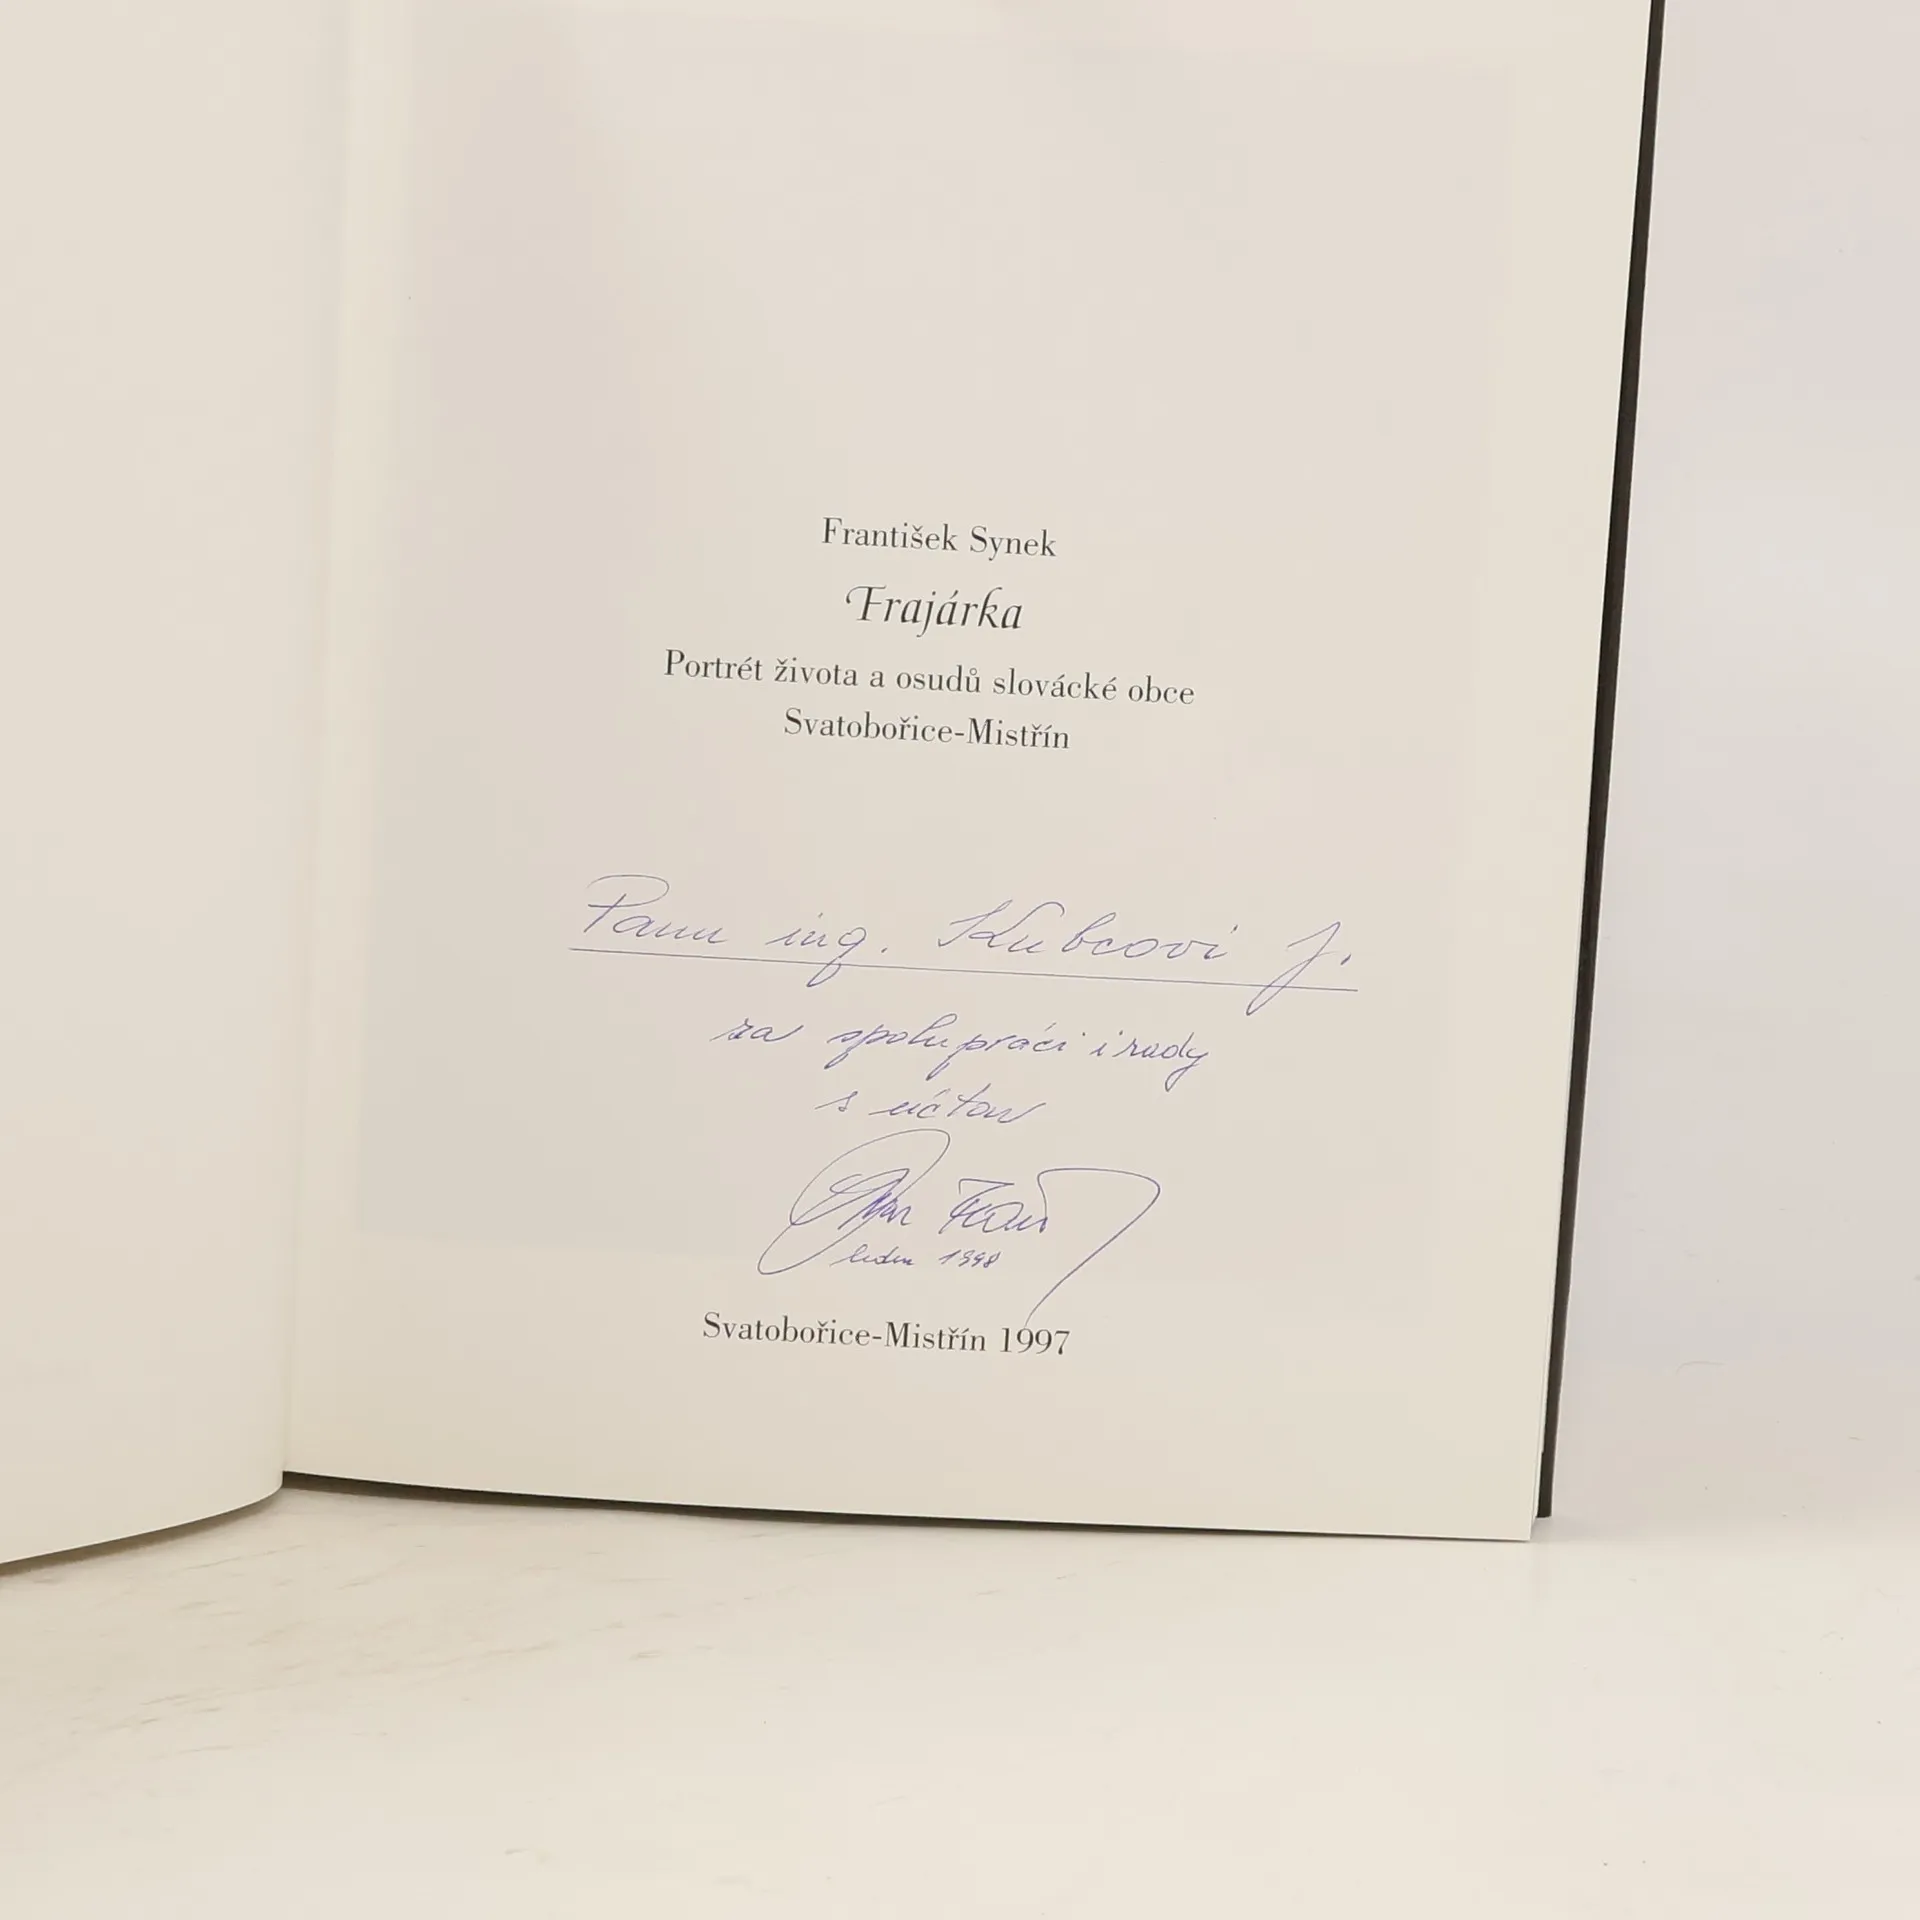 František Synek
Frajárka
Portrét života a osudů slovácké obce
Svatobořice-Mistřín
Panu ing. Kubcovi J.
za spolupráci i rady
s úctou
leden 1998
Svatobořice-Mistřín 1997